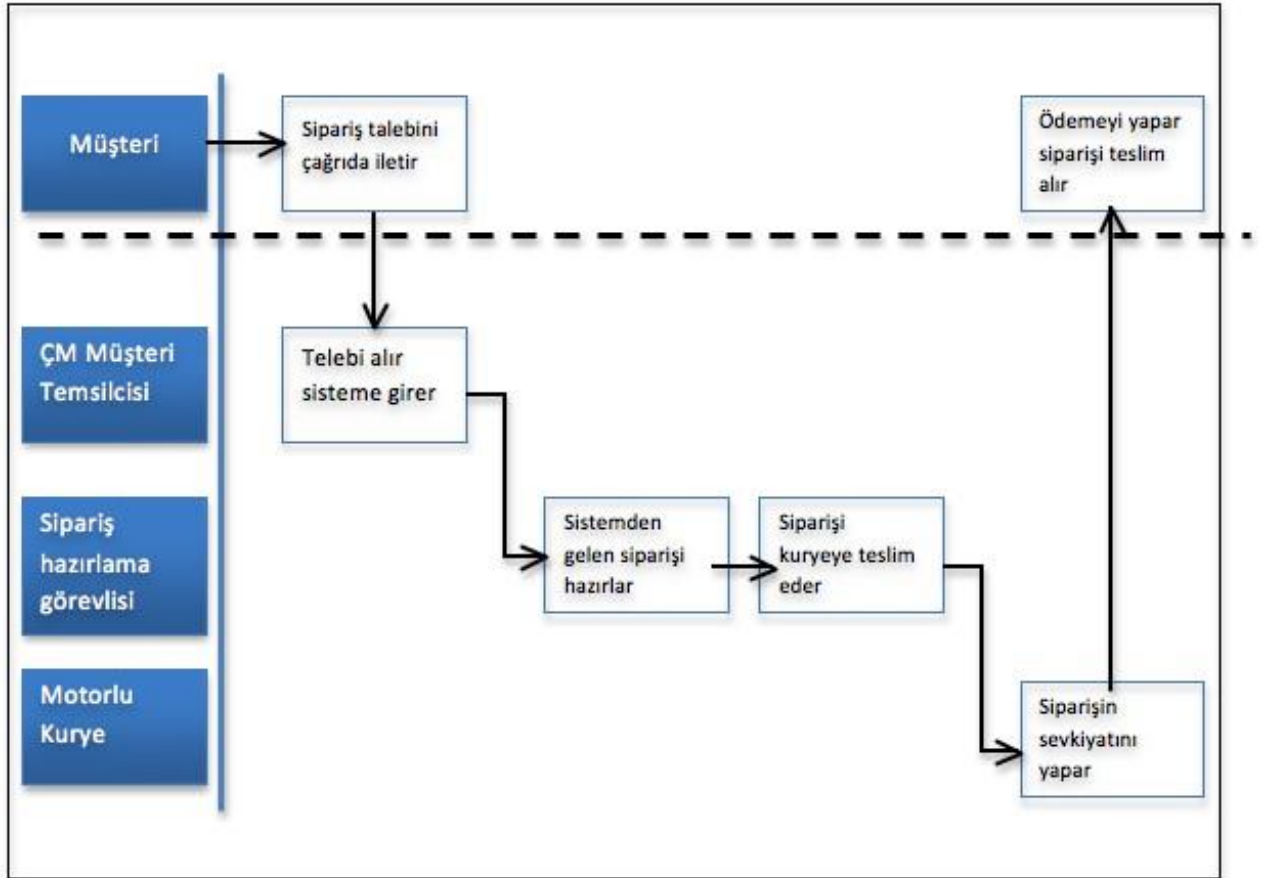 Müşteri
Sipariş talebini
çağrıda iletir
Ödemeyi yapar
siparişi teslim
alır
ÇM Müşteri
Temsilcisi
Telebi alır
sisteme girer
Sipariş
hazırlama
görevlisi
Sistemden
gelen siparişi
hazırlar
Siparişi
kuryeye teslim
eder
Motorlu
Kurye
Siparişin
sevkiyatını
yapar